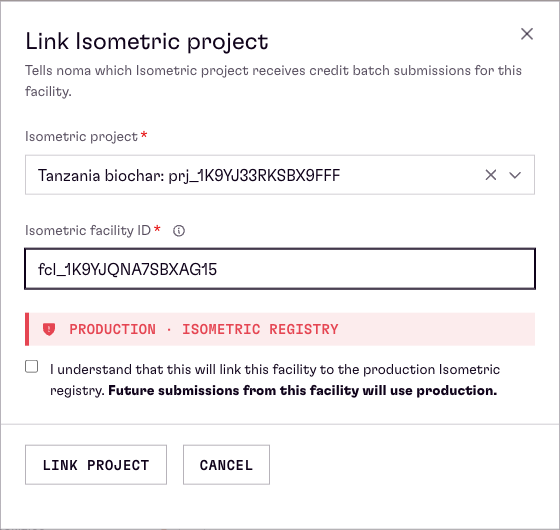 Link Isometric project
Tells noma which Isometric project receives credit batch submissions for this
facility.
Isometric project *
Tanzania biochar: prj_1K9YJ33RKSBX9FFF
Isometric facility ID *
fcl_1K9YJQNA7SBXAG15
PRODUCTION · ISOMETRIC REGISTRY
I understand that this will link this facility to the production Isometric
registry. Future submissions from this facility will use production.
LINK PROJECT
CANCEL